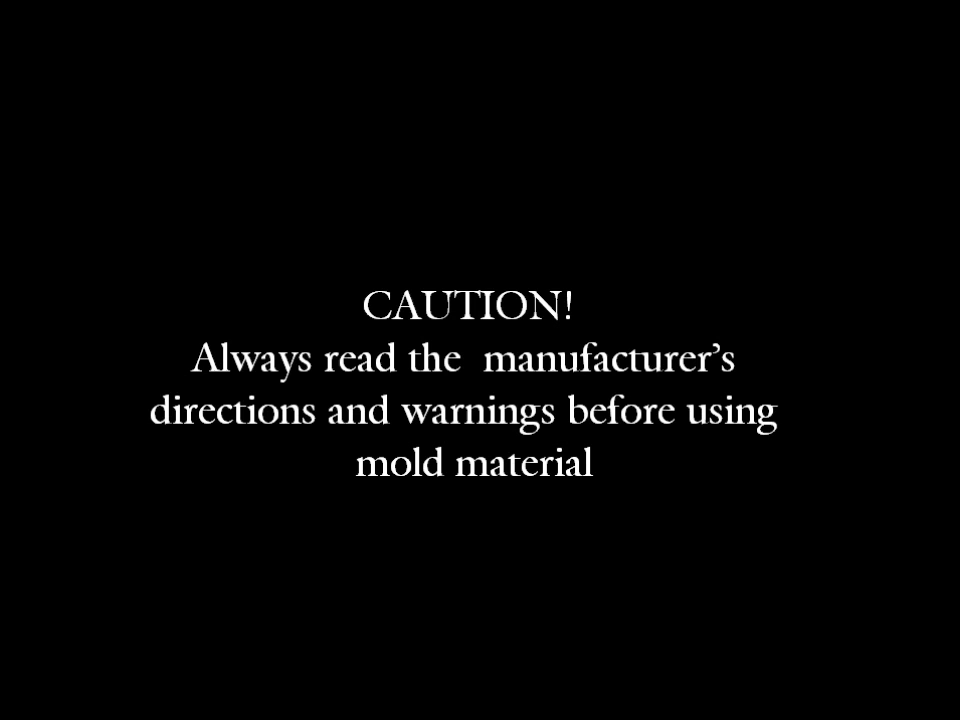 CAUTION!
Always read the  manufacturer’s
directions and warnings before using
mold material